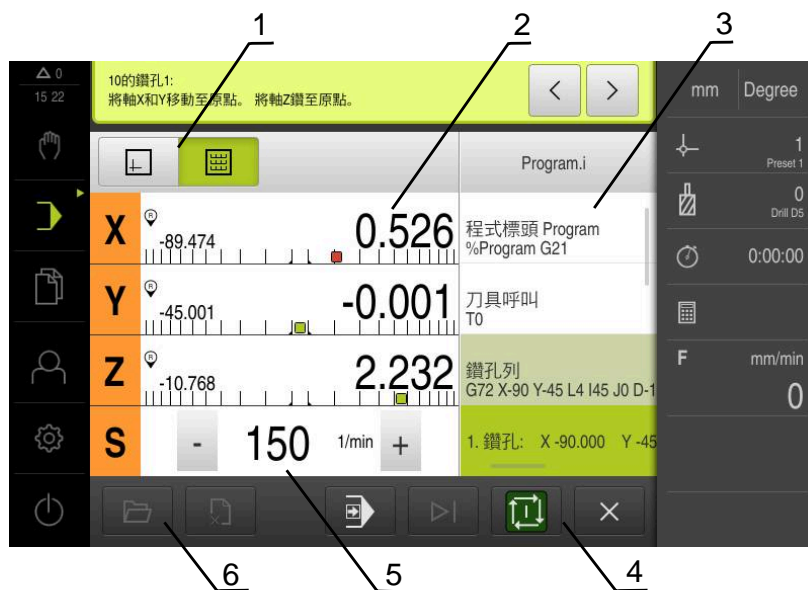 1
2
3
0
15 22
10的鑽孔1:
將軸X和Y移動至原點。 將軸Z鑽至原點。
mm
Degree
Program.i
1
Preset 1
X
R
-89.474
0.526
程式標頭 Program
%Program G21
0
Drill D5
0:00:00
Y
R
-45.001
-0.001
刀具呼叫
T0
Z
R
-10.768
2.232
鑽孔列
G72 X-90 Y-45 L4 I45 J0 D-1
F
mm/min
0
S
-
150
1/min
+
1. 鑽孔: X -90.000 Y -45
6
5
4